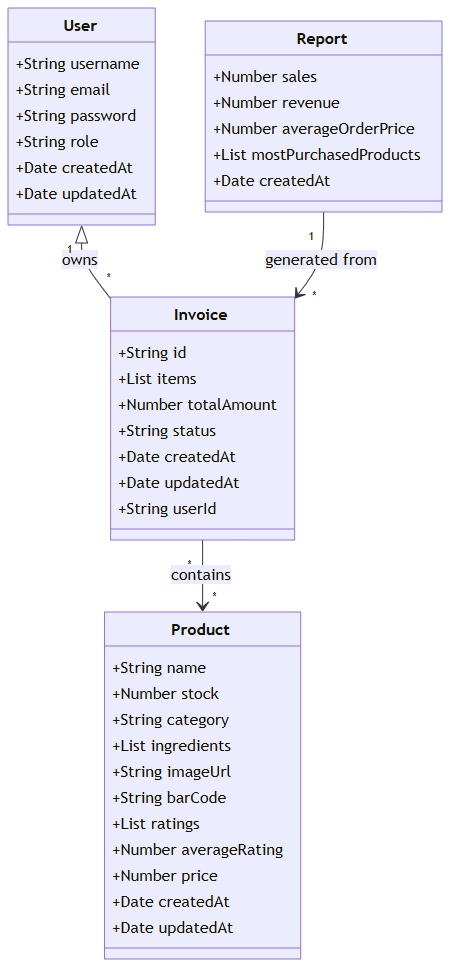 User
+String username
+String email
+String password
+String role
+Date createdAt
+Date updatedAt
Report
+Number sales
+Number revenue
+Number averageOrderPrice
+List mostPurchasedProducts
+Date createdAt
1
owns
*
1
generated from
*
Invoice
+String id
+List items
+Number totalAmount
+String status
+Date createdAt
+Date updatedAt
+String userId
*
contains
*
Product
+String name
+Number stock
+String category
+List ingredients
+String imageUrl
+String barCode
+List ratings
+Number averageRating
+Number price
+Date createdAt
+Date updatedAt